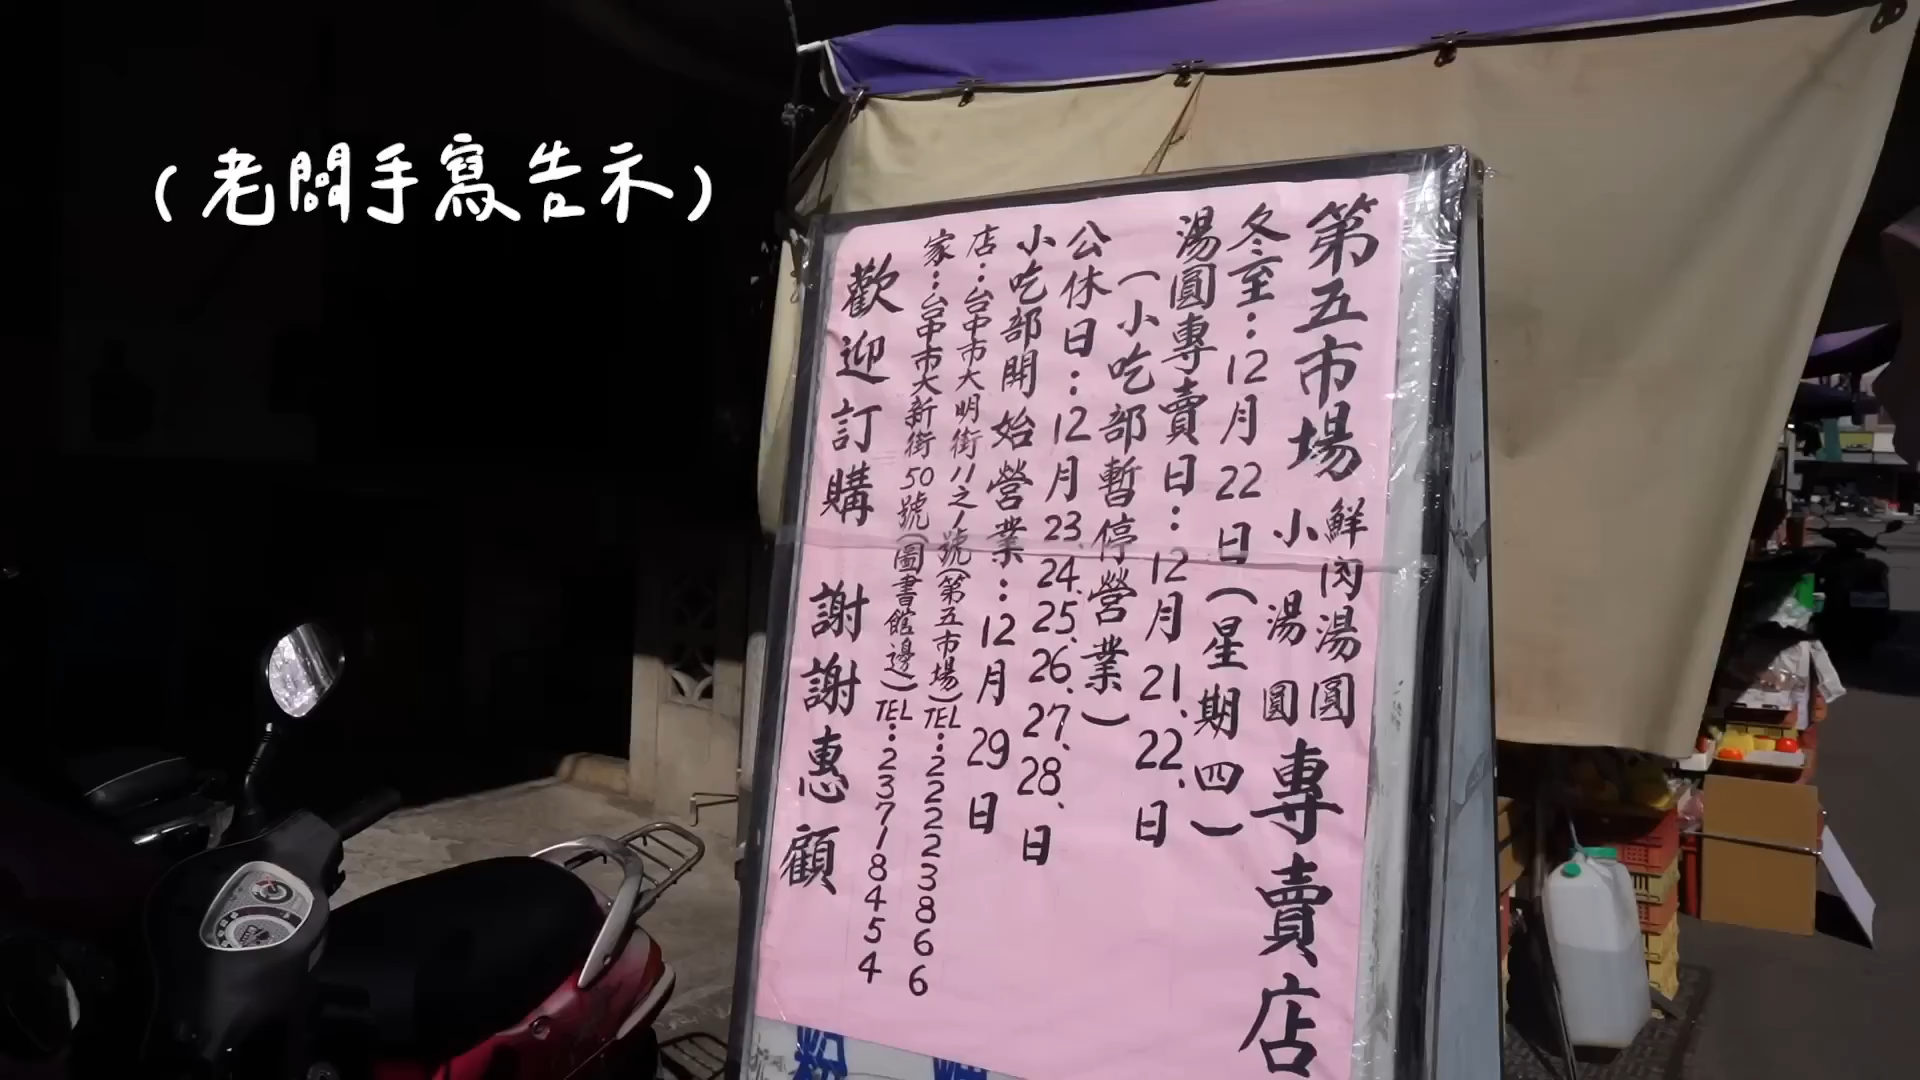 (老闆手寫告示)
第五市場 鮮肉湯圓 小湯圓 專賣店
冬至：12月22日(星期四)
湯圓專賣日：12月21、22、日
(小吃部暫停營業)
公休日：12月23.24.25.26.27.28、日
小吃部開始營業：12月29日
店：台中市大明街11之1號(第五市場)TEL：22223866
家：台中市大新街50號(圖書館邊)TEL：23718454
歡迎訂購 謝謝惠顧
粉